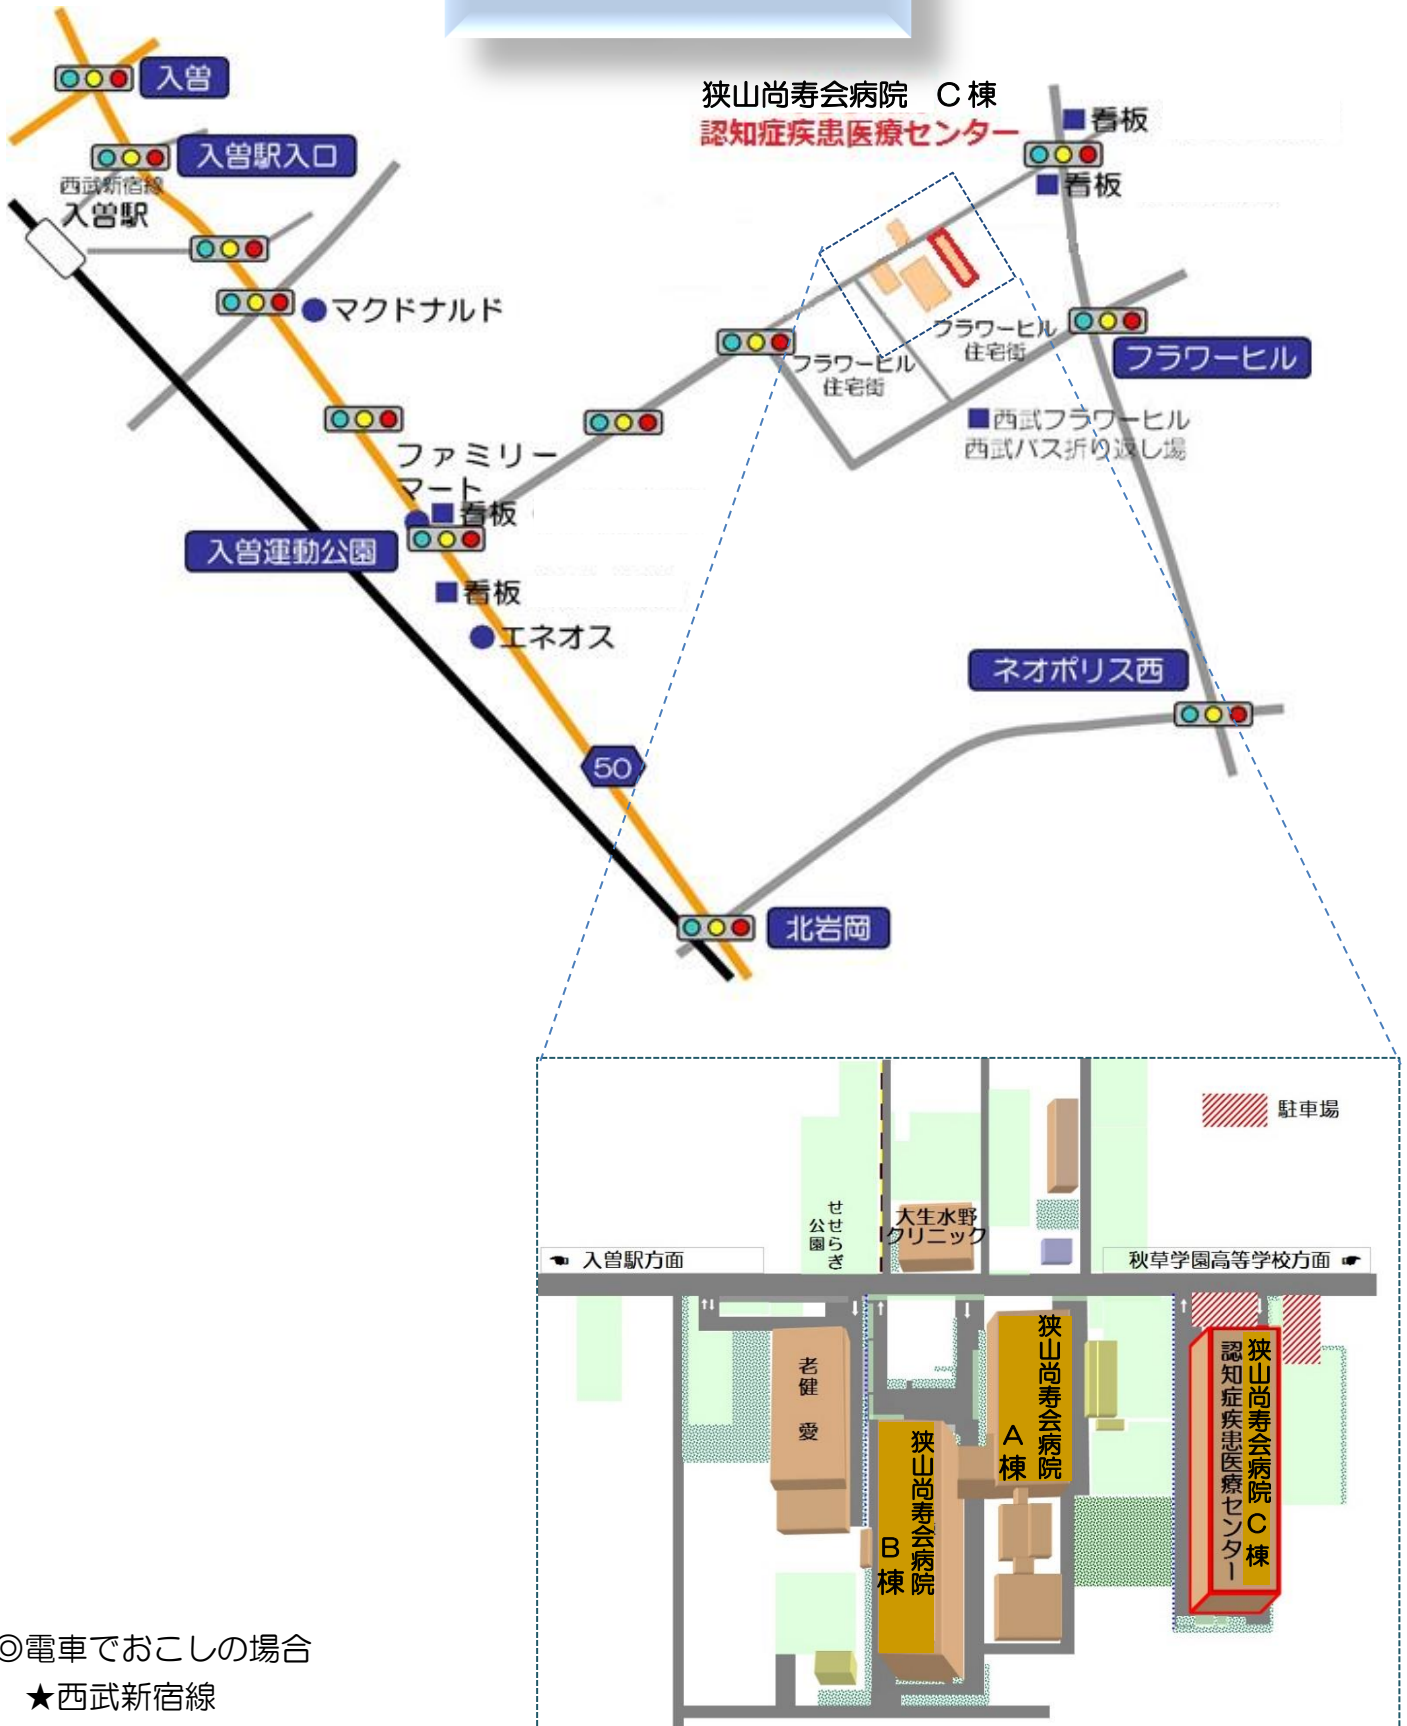 入曽
入曽駅入口
西武新宿線
入曽駅
マクドナルド
狭山尚寿会病院　C棟
認知症疾患医療センター
看板
看板
フラワーヒル
住宅街
フラワーヒル
住宅街
フラワーヒル
西武フラワーヒル
西武バス折り返し場
ファミリー
マート
看板
入曽運動公園
看板
エネオス
ネオポリス西
50
北岩岡
駐車場
せせらぎ
公園
大生水野
クリニック
入曽駅方面
秋草学園高等学校方面
老健　愛
狭山尚寿会病院
B棟
狭山尚寿会病院
A棟
狭山尚寿会病院 C棟
認知症疾患医療センター
◎電車でおこしの場合
★西武新宿線